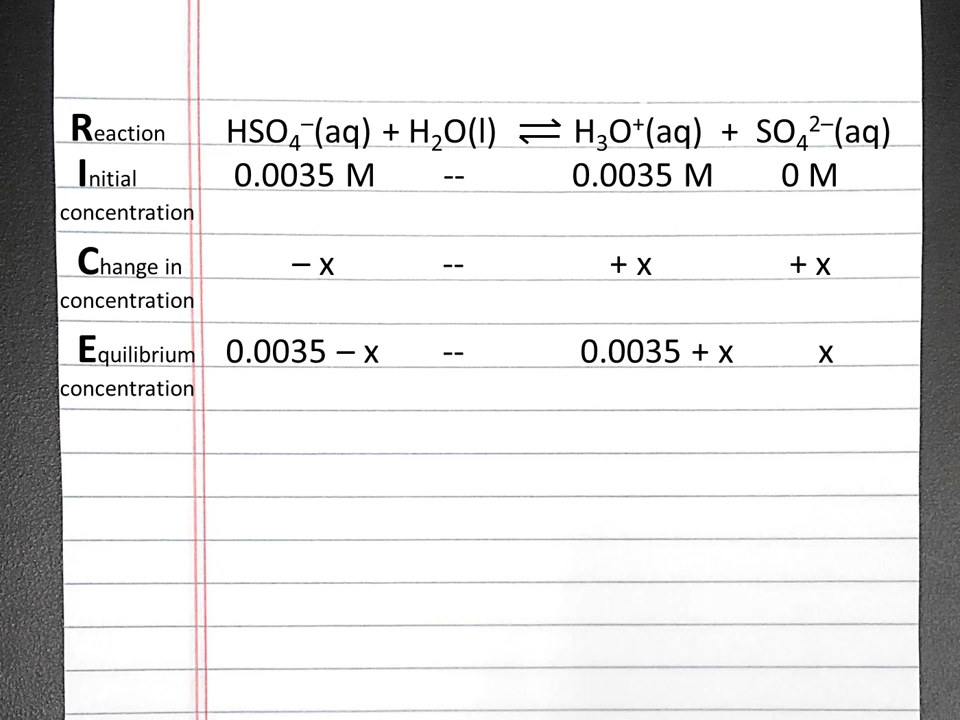 Reaction HSO₄⁻(aq) + H₂O(l) ⇌ H₃O⁺(aq) + SO₄²⁻(aq)
Initial 0.0035 M -- 0.0035 M 0 M
concentration
Change in – x -- + x + x
concentration
Equilibrium 0.0035 – x -- 0.0035 + x x
concentration